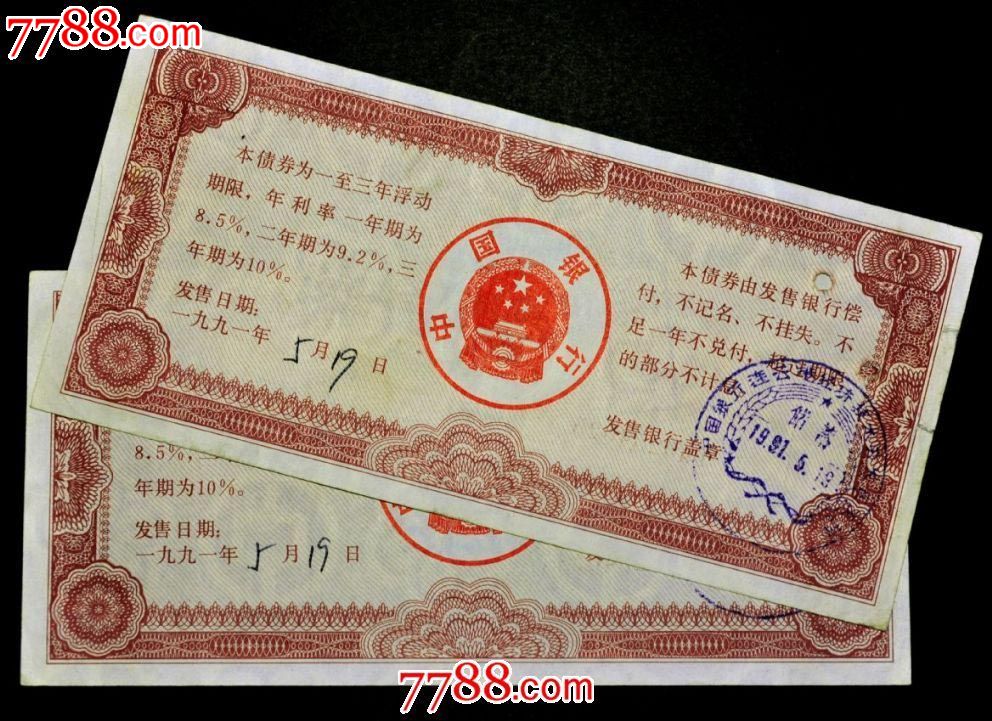 7788.com
本债券为一至三年浮动
期限，年利率一年期为
8.5%，二年期为9.2%，三
年期为10%。
发售日期：
一九九一年 5月19日
中国银行
本债券由发售银行偿
付，不记名、不挂失。不
足一年不兑付，
的部分不计
发售银行盖章
1991.5.19
8.5%，二
年期为10%。
发售日期：
一九九一年 5月19日
7788.com